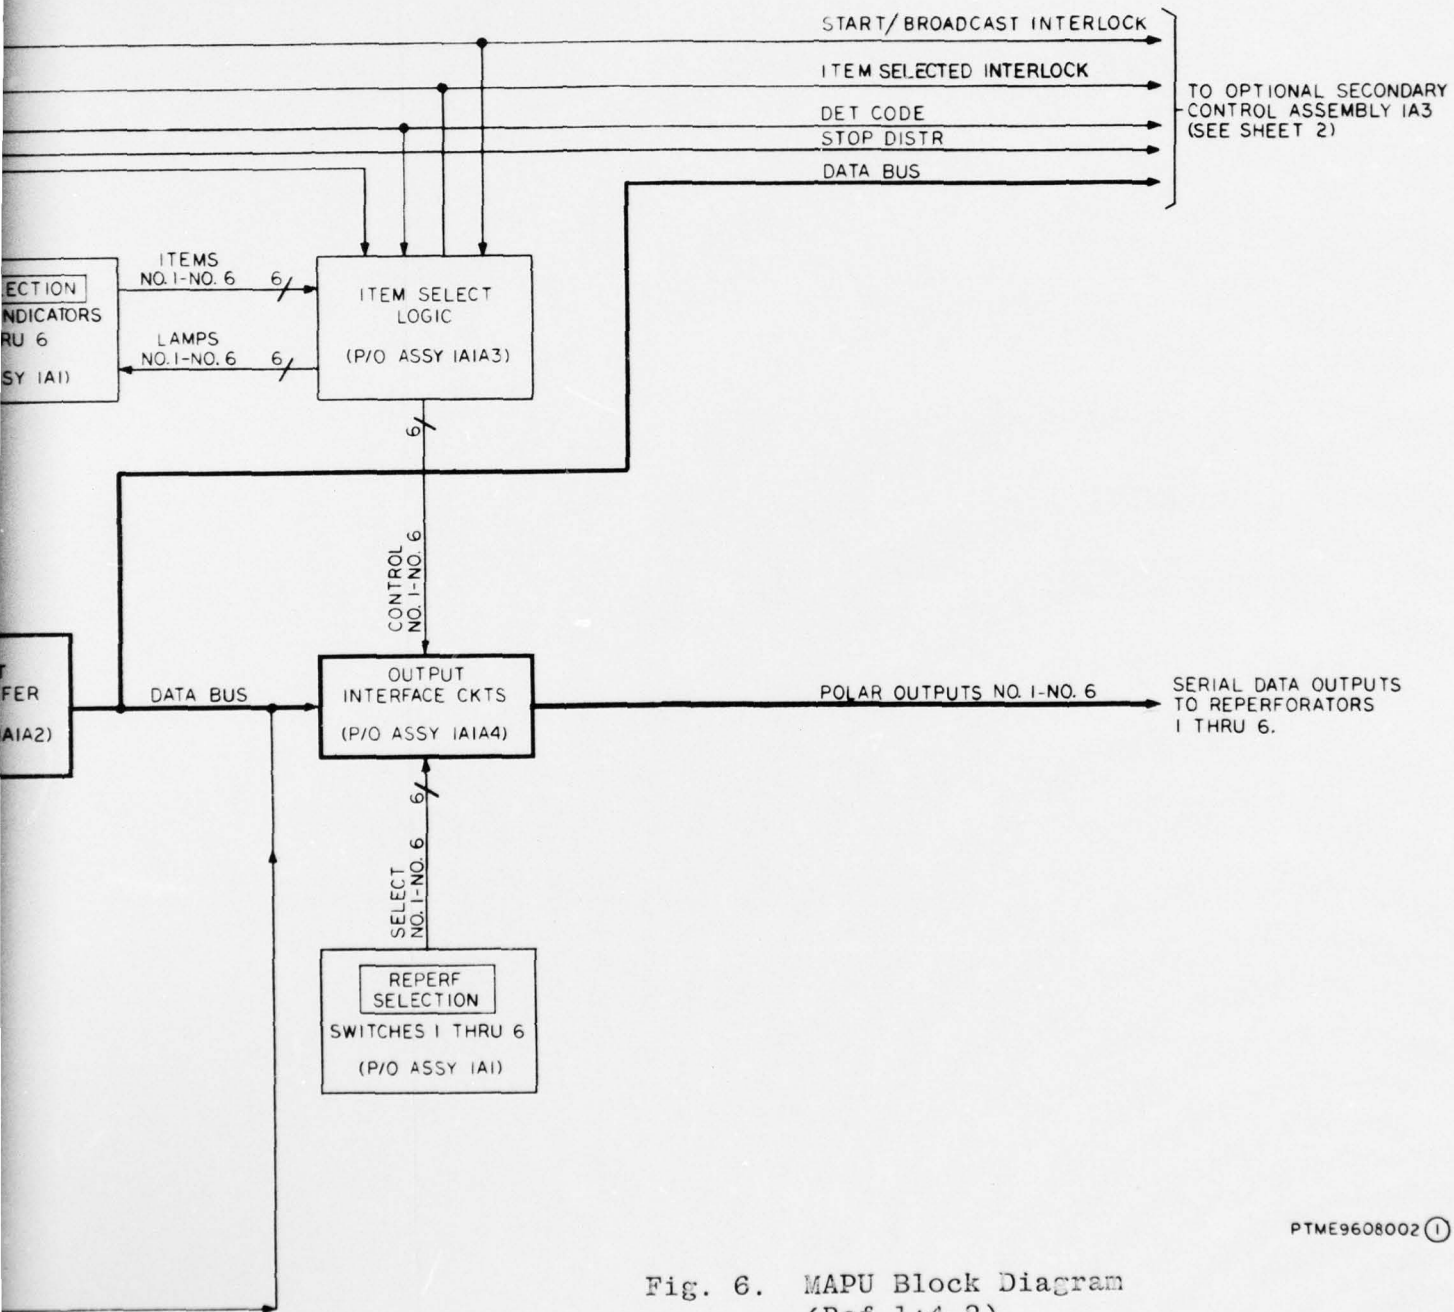 START/BROADCAST INTERLOCK
ITEM SELECTED INTERLOCK
DET CODE
STOP DISTR
DATA BUS
TO OPTIONAL SECONDARY
CONTROL ASSEMBLY 1A3
(SEE SHEET 2)
ECTION
NDICATORS
RU 6
SY 1A1)
ITEMS
NO. 1-NO. 6 6
LAMPS
NO. 1-NO. 6 6
ITEM SELECT
LOGIC
(P/O ASSY 1A1A3)
6
CONTROL
NO. 1-NO. 6
T
FER
1A1A2)
DATA BUS
OUTPUT
INTERFACE CKTS
(P/O ASSY 1A1A4)
POLAR OUTPUTS NO. 1-NO. 6
SERIAL DATA OUTPUTS
TO REPERFORATORS
1 THRU 6.
6
SELECT
NO. 1-NO. 6
REPERF
SELECTION
SWITCHES 1 THRU 6
(P/O ASSY 1A1)
PTME9608002 1
Fig. 6. MAPU Block Diagram
(Ref 1:4-2)